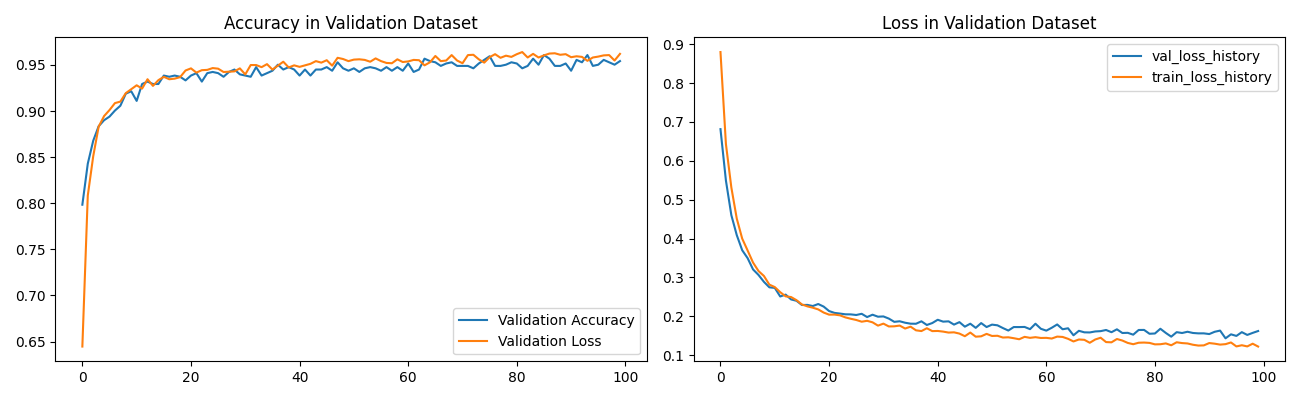 Accuracy in Validation Dataset
0.95
0.90
0.85
0.80
0.75
0.70
0.65
0 20 40 60 80 100
Validation Accuracy
Validation Loss
Loss in Validation Dataset
0.9
0.8
0.7
0.6
0.5
0.4
0.3
0.2
0.1
0 20 40 60 80 100
val_loss_history
train_loss_history